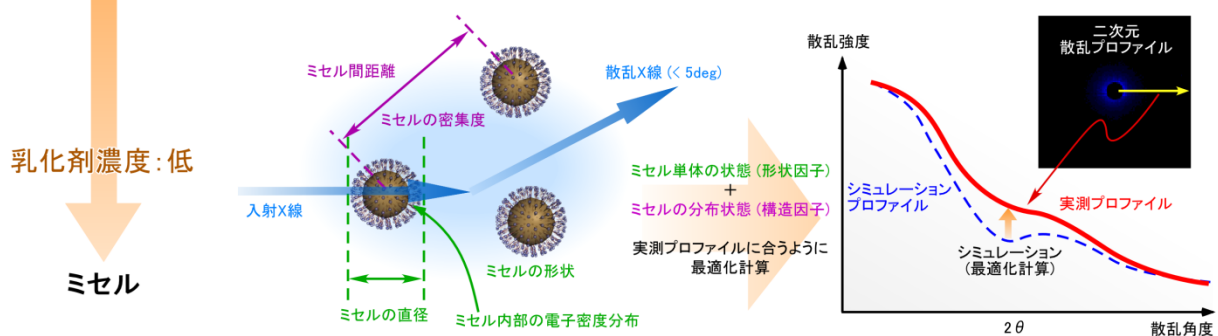 乳化剤濃度:低
ミセル
ミセル間距離
ミセルの密集度
散乱X線(<5deg)
入射X線
ミセルの形状
ミセルの直径
ミセル内部の電子密度分布
ミセル単体の状態(形状因子)
+
ミセルの分布状態(構造因子)
実測プロファイルに合うように
最適化計算
散乱強度
二次元
散乱プロファイル
シミュレーション
プロファイル
実測プロファイル
シミュレーション
(最適化計算)
2θ
散乱角度